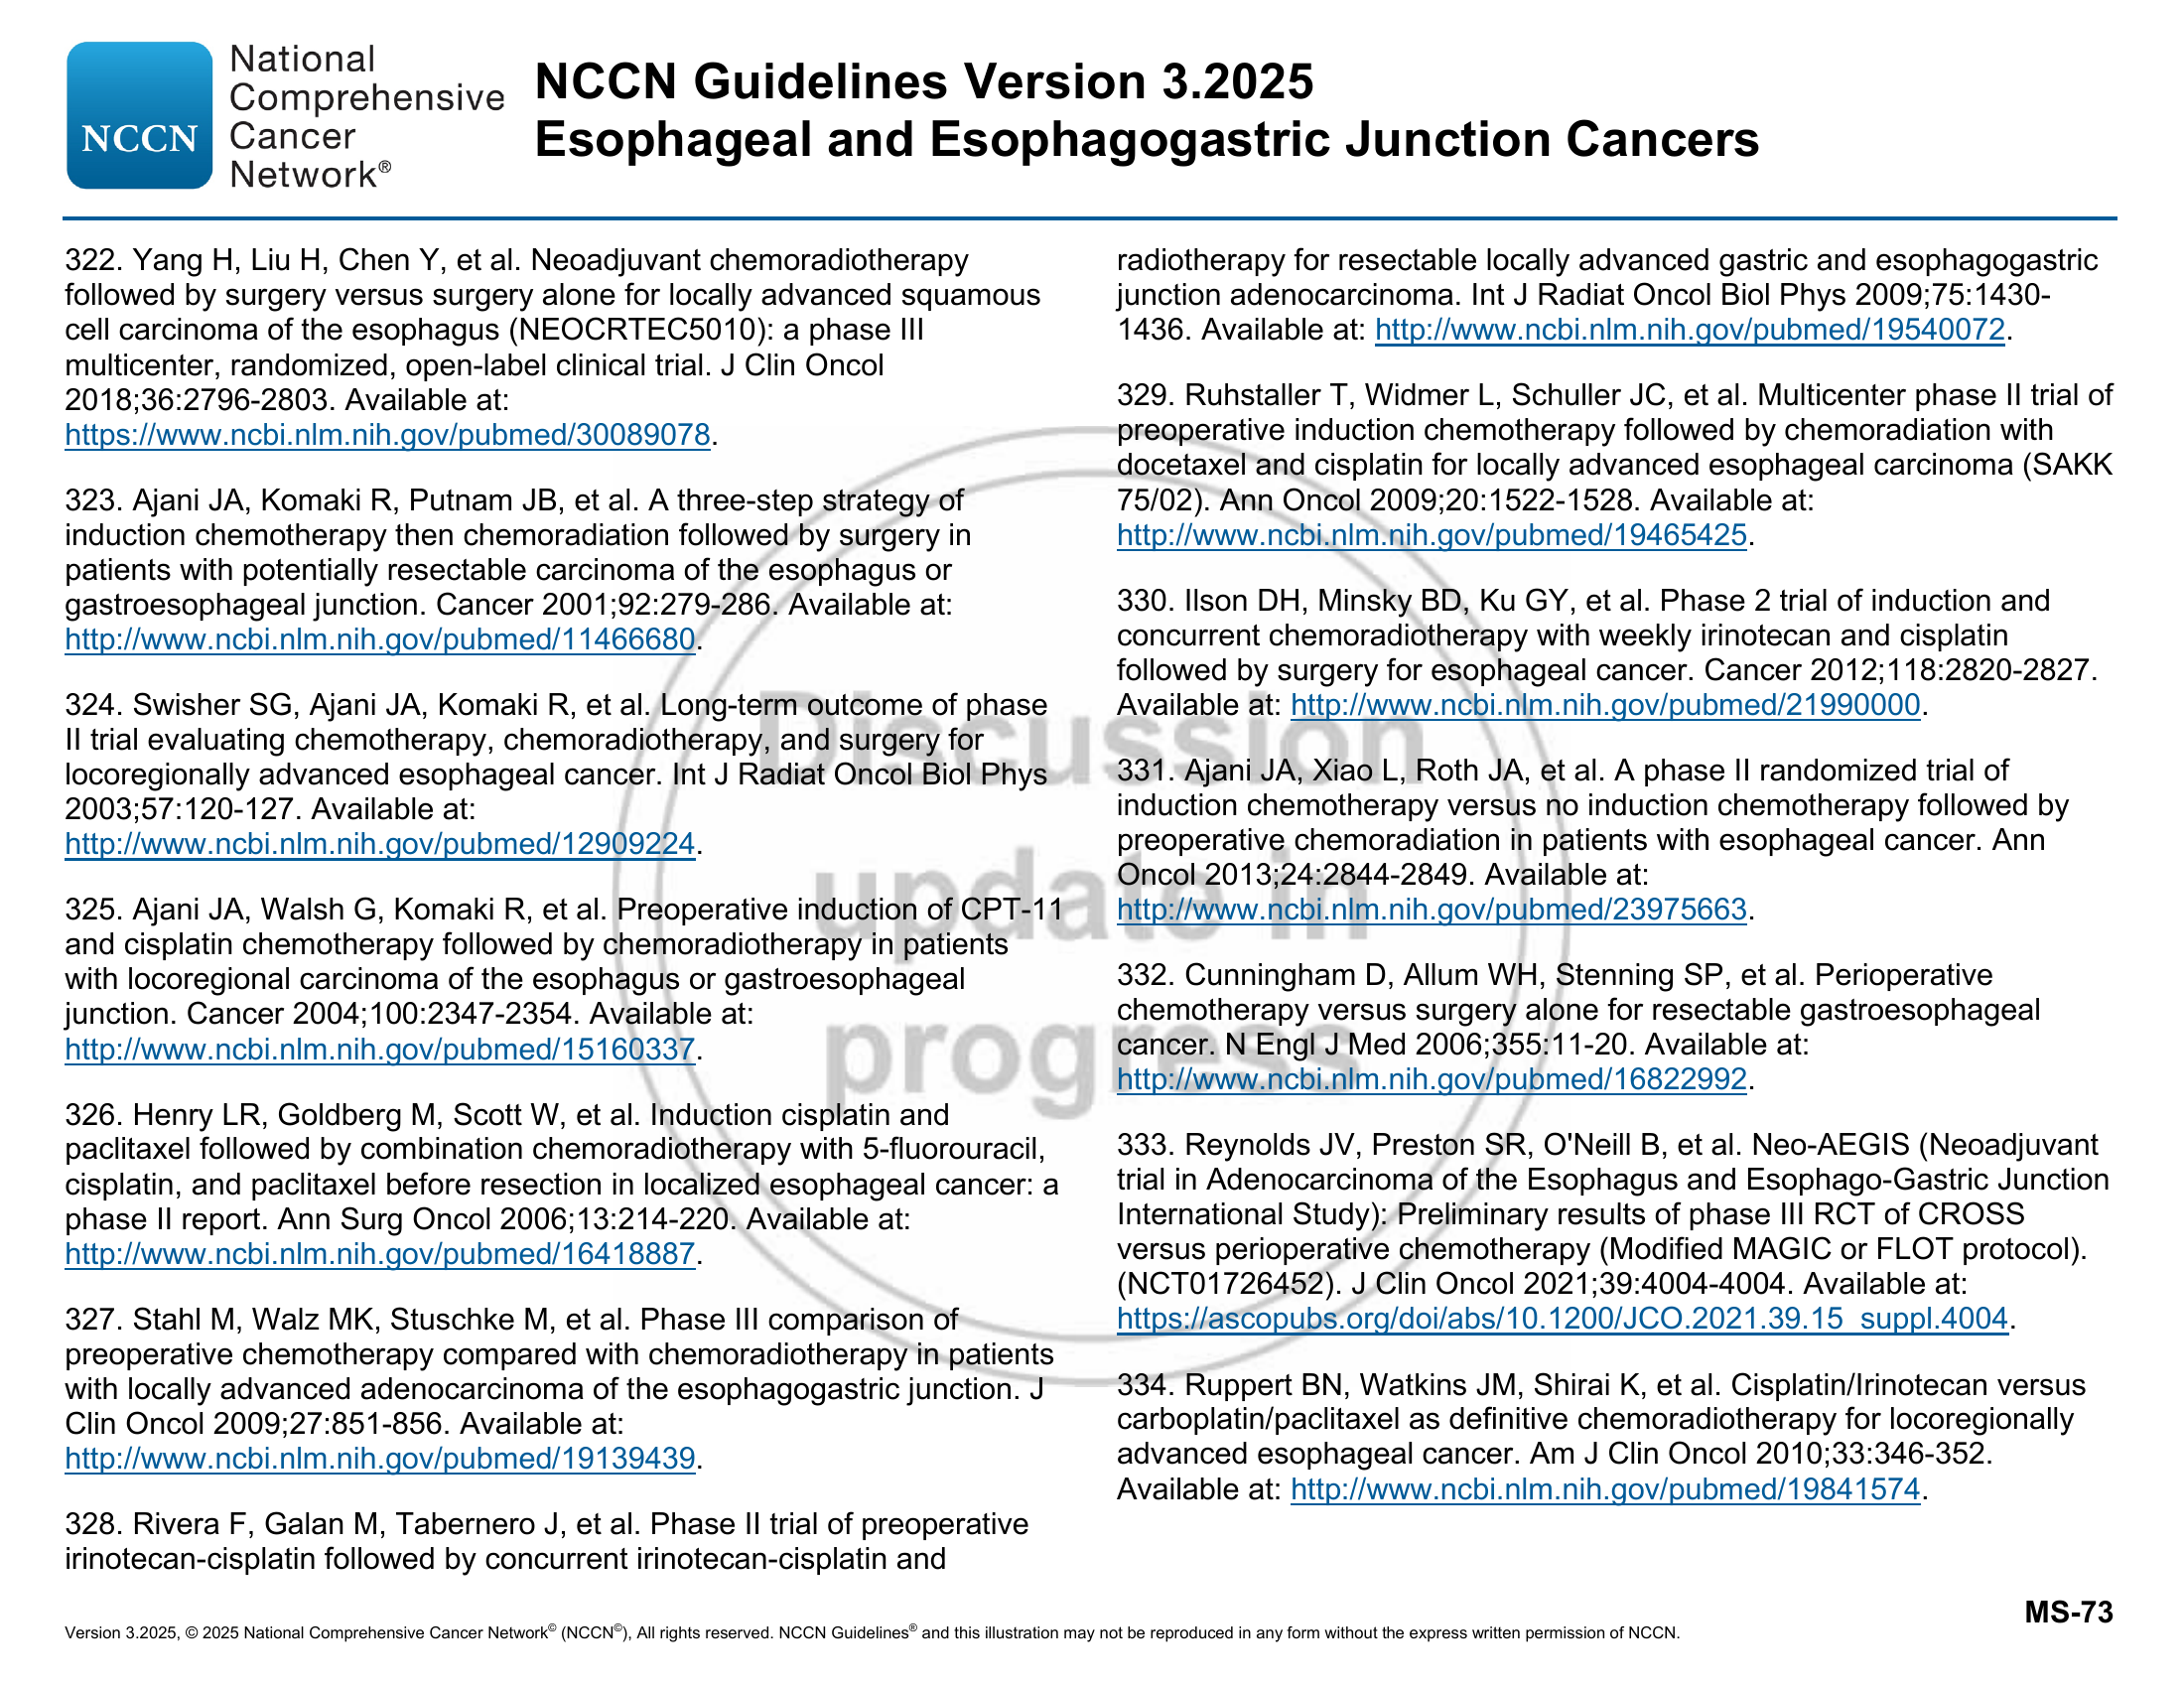 NCCN
National
Comprehensive
Cancer
Network®
NCCN Guidelines Version 3.2025
Esophageal and Esophagogastric Junction Cancers
322. Yang H, Liu H, Chen Y, et al. Neoadjuvant chemoradiotherapy
followed by surgery versus surgery alone for locally advanced squamous
cell carcinoma of the esophagus (NEOCRTEC5010): a phase III
multicenter, randomized, open-label clinical trial. J Clin Oncol
2018;36:2796-2803. Available at:
https://www.ncbi.nlm.nih.gov/pubmed/30089078.
323. Ajani JA, Komaki R, Putnam JB, et al. A three-step strategy of
induction chemotherapy then chemoradiation followed by surgery in
patients with potentially resectable carcinoma of the esophagus or
gastroesophageal junction. Cancer 2001;92:279-286. Available at:
http://www.ncbi.nlm.nih.gov/pubmed/11466680.
324. Swisher SG, Ajani JA, Komaki R, et al. Long-term outcome of phase
II trial evaluating chemotherapy, chemoradiotherapy, and surgery for
locoregionally advanced esophageal cancer. Int J Radiat Oncol Biol Phys
2003;57:120-127. Available at:
http://www.ncbi.nlm.nih.gov/pubmed/12909224.
325. Ajani JA, Walsh G, Komaki R, et al. Preoperative induction of CPT-11
and cisplatin chemotherapy followed by chemoradiotherapy in patients
with locoregional carcinoma of the esophagus or gastroesophageal
junction. Cancer 2004;100:2347-2354. Available at:
http://www.ncbi.nlm.nih.gov/pubmed/15160337.
326. Henry LR, Goldberg M, Scott W, et al. Induction cisplatin and
paclitaxel followed by combination chemoradiotherapy with 5-fluorouracil,
cisplatin, and paclitaxel before resection in localized esophageal cancer: a
phase II report. Ann Surg Oncol 2006;13:214-220. Available at:
http://www.ncbi.nlm.nih.gov/pubmed/16418887.
327. Stahl M, Walz MK, Stuschke M, et al. Phase III comparison of
preoperative chemotherapy compared with chemoradiotherapy in patients
with locally advanced adenocarcinoma of the esophagogastric junction. J
Clin Oncol 2009;27:851-856. Available at:
http://www.ncbi.nlm.nih.gov/pubmed/19139439.
328. Rivera F, Galan M, Tabernero J, et al. Phase II trial of preoperative
irinotecan-cisplatin followed by concurrent irinotecan-cisplatin and
radiotherapy for resectable locally advanced gastric and esophagogastric
junction adenocarcinoma. Int J Radiat Oncol Biol Phys 2009;75:1430-
1436. Available at: http://www.ncbi.nlm.nih.gov/pubmed/19540072.
329. Ruhstaller T, Widmer L, Schuller JC, et al. Multicenter phase II trial of
preoperative induction chemotherapy followed by chemoradiation with
docetaxel and cisplatin for locally advanced esophageal carcinoma (SAKK
75/02). Ann Oncol 2009;20:1522-1528. Available at:
http://www.ncbi.nlm.nih.gov/pubmed/19465425.
330. Ilson DH, Minsky BD, Ku GY, et al. Phase 2 trial of induction and
concurrent chemoradiotherapy with weekly irinotecan and cisplatin
followed by surgery for esophageal cancer. Cancer 2012;118:2820-2827.
Available at: http://www.ncbi.nlm.nih.gov/pubmed/21990000.
331. Ajani JA, Xiao L, Roth JA, et al. A phase II randomized trial of
induction chemotherapy versus no induction chemotherapy followed by
preoperative chemoradiation in patients with esophageal cancer. Ann
Oncol 2013;24:2844-2849. Available at:
http://www.ncbi.nlm.nih.gov/pubmed/23975663.
332. Cunningham D, Allum WH, Stenning SP, et al. Perioperative
chemotherapy versus surgery alone for resectable gastroesophageal
cancer. N Engl J Med 2006;355:11-20. Available at:
http://www.ncbi.nlm.nih.gov/pubmed/16822992.
333. Reynolds JV, Preston SR, O'Neill B, et al. Neo-AEGIS (Neoadjuvant
trial in Adenocarcinoma of the Esophagus and Esophago-Gastric Junction
International Study): Preliminary results of phase III RCT of CROSS
versus perioperative chemotherapy (Modified MAGIC or FLOT protocol).
(NCT01726452). J Clin Oncol 2021;39:4004-4004. Available at:
https://ascopubs.org/doi/abs/10.1200/JCO.2021.39.15_suppl.4004.
334. Ruppert BN, Watkins JM, Shirai K, et al. Cisplatin/Irinotecan versus
carboplatin/paclitaxel as definitive chemoradiotherapy for locoregionally
advanced esophageal cancer. Am J Clin Oncol 2010;33:346-352.
Available at: http://www.ncbi.nlm.nih.gov/pubmed/19841574.
Discussion
update in
progress
MS-73
Version 3.2025, © 2025 National Comprehensive Cancer Network© (NCCN©), All rights reserved. NCCN Guidelines® and this illustration may not be reproduced in any form without the express written permission of NCCN.